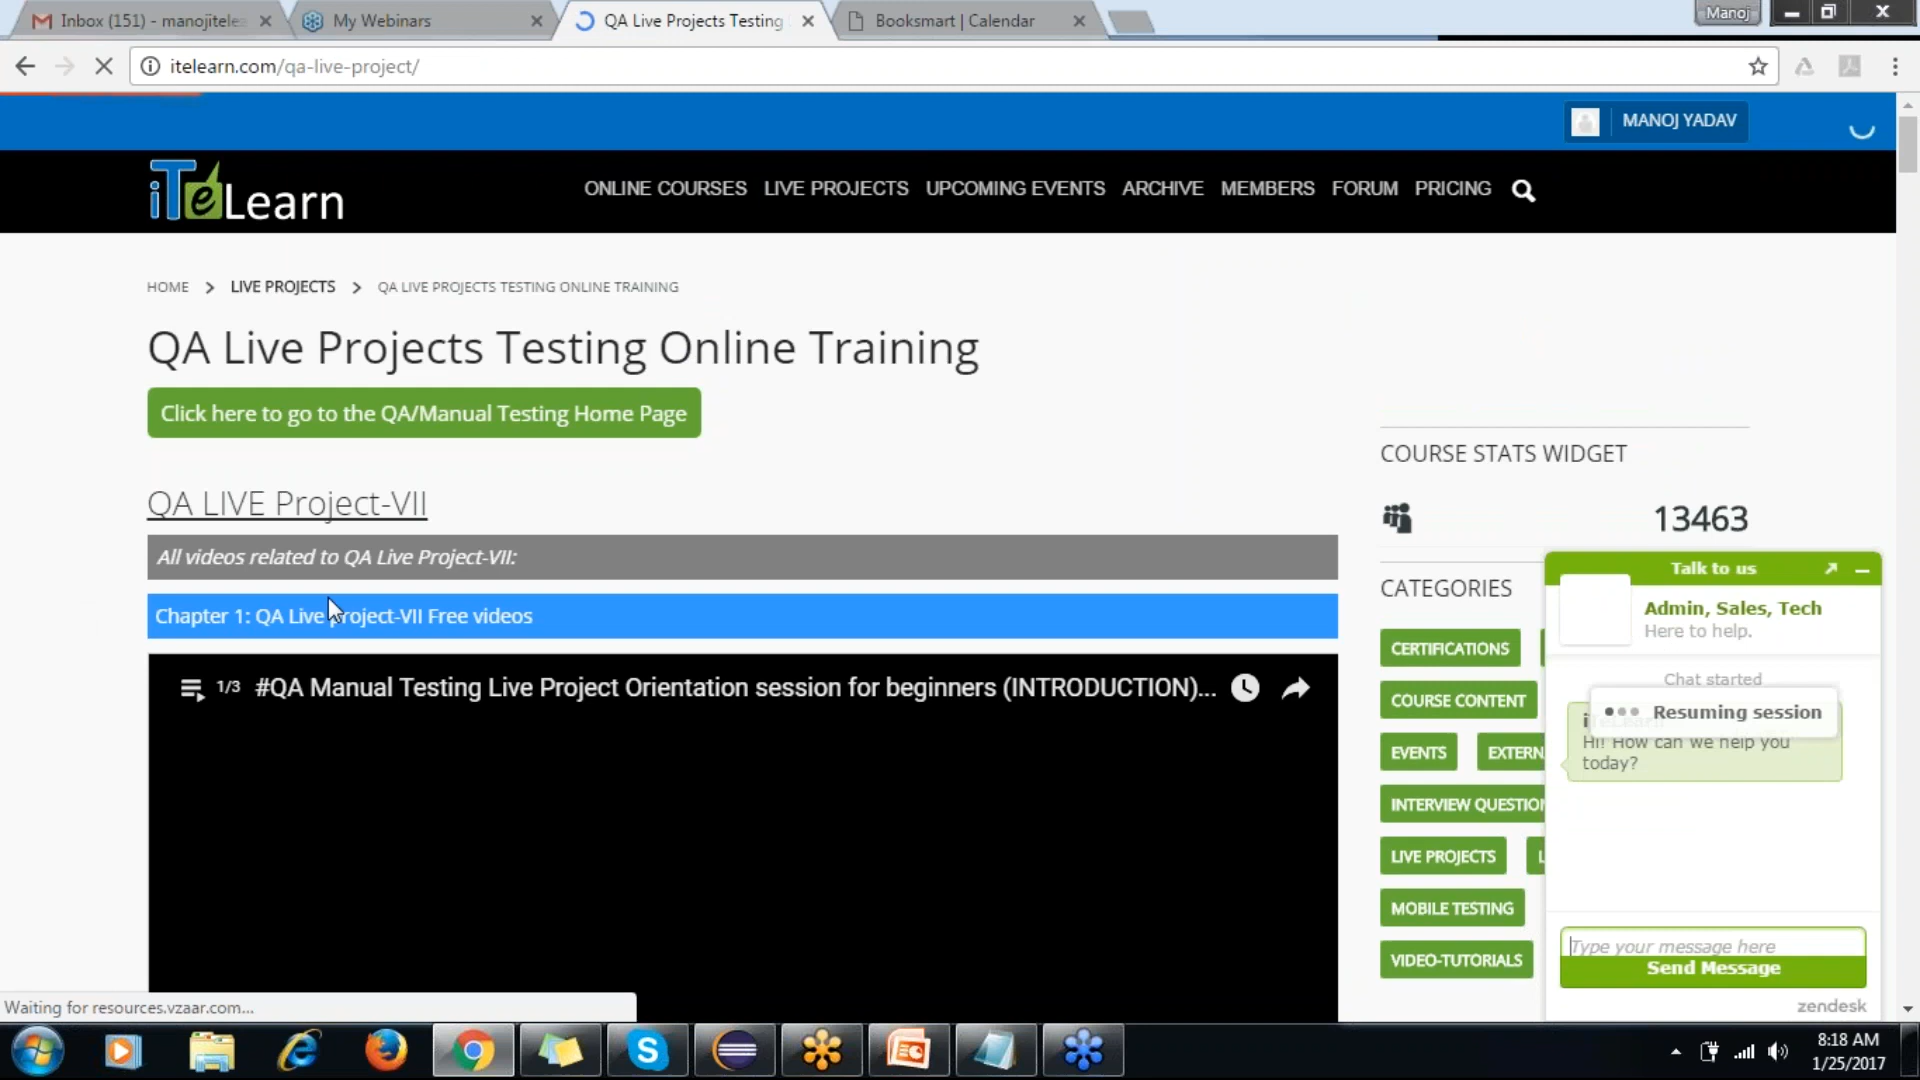 Inbox (151) - manojitele
My Webinars
QA Live Projects Testing
Booksmart | Calendar
Manoj
itelearn.com/qa-live-project/
MANOJ YADAV
iTeLearn
ONLINE COURSES
LIVE PROJECTS
UPCOMING EVENTS
ARCHIVE
MEMBERS
FORUM
PRICING
HOME > LIVE PROJECTS > QA LIVE PROJECTS TESTING ONLINE TRAINING
QA Live Projects Testing Online Training
Click here to go to the QA/Manual Testing Home Page
QA LIVE Project-VII
All videos related to QA Live Project-VII:
Chapter 1: QA Live Project-VII Free videos
1/3 #QA Manual Testing Live Project Orientation session for beginners (INTRODUCTION)...
COURSE STATS WIDGET
13463
CATEGORIES
CERTIFICATIONS
COURSE CONTENT
EVENTS
INTERVIEW
LIVE PROJECTS
MOBILE TESTING
VIDEO-TUTORIALS
Talk to us
Admin, Sales, Tech
Here to help.
Chat started
Resuming session
Hi! How can we help you
today?
Type your message here
Send Message
zendesk
Waiting for resources.vzaar.com...
8:18 AM
1/25/2017